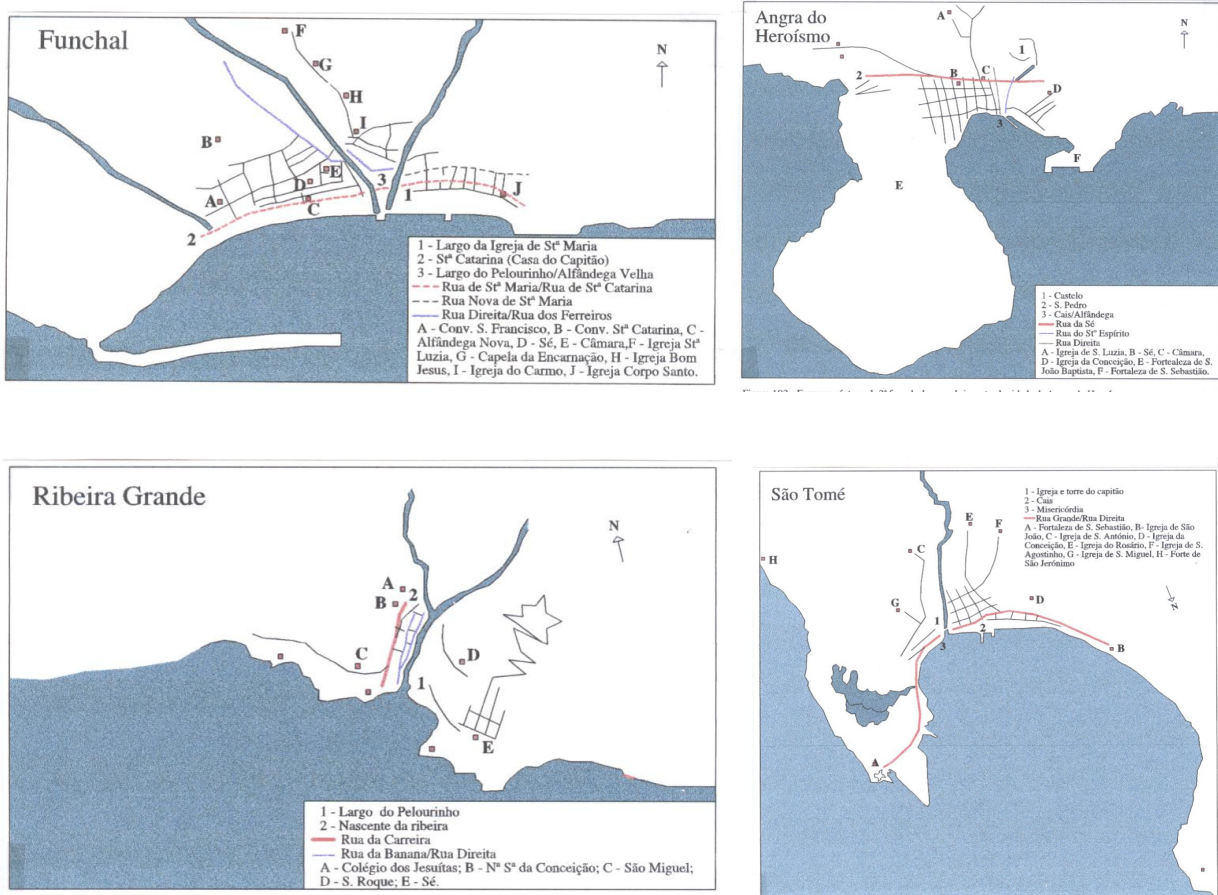 Funchal
F
G
N
H
I
B
E
D
3
A
C
1
J
2
1 - Largo da Igreja de Stª Maria
2 - Stª Catarina (Casa do Capitão)
3 - Largo do Pelourinho/Alfândega Velha
Rua de Stª Maria/Rua de Stª Catarina
Rua Nova de Stª Maria
Rua Direita/Rua dos Ferreiros
A - Conv. S. Francisco, B - Conv. Stª Catarina, C -
Alfândega Nova, D - Sé, E - Câmara,F - Igreja Stª
Luzia, G - Capela da Encarnação, H - Igreja Bom
Jesus, I - Igreja do Carmo, J - Igreja Corpo Santo.
Angra do
Heroísmo
A
N
1
2
B
C
D
3
F
E
1 - Castelo
2 - S. Pedro
3 - Cais/Alfândega
Rua da Sé
Rua do Stº Espírito
Rua Direita
A - Igreja de S. Luzia, B - Sé, C - Câmara,
D - Igreja da Conceição, E - Fortealeza de S.
João Baptista, F - Fortaleza de S. Sebastião.
Ribeira Grande
N
A
2
B
C
D
1
E
1 - Largo do Pelourinho
2 - Nascente da ribeira
Rua da Carreira
Rua da Banana/Rua Direita
A - Colégio dos Jesuítas; B - Nª Sª da Conceição; C - São Miguel;
D - S. Roque; E - Sé.
São Tomé
1 - Igreja e torre do capitão
2 - Cais
3 - Misericórdia
Rua Grande/Rua Direita
A - Fortaleza de S. Sebastião, B- Igreja de São
João, C - Igreja de S. António, D - Igreja da
Conceição, E - Igreja do Rosário, F - Igreja de S.
Agostinho, G - Igreja de S. Miguel, H - Forte de
São Jerónimo
E
F
C
H
N
G
D
1
2
3
B
A